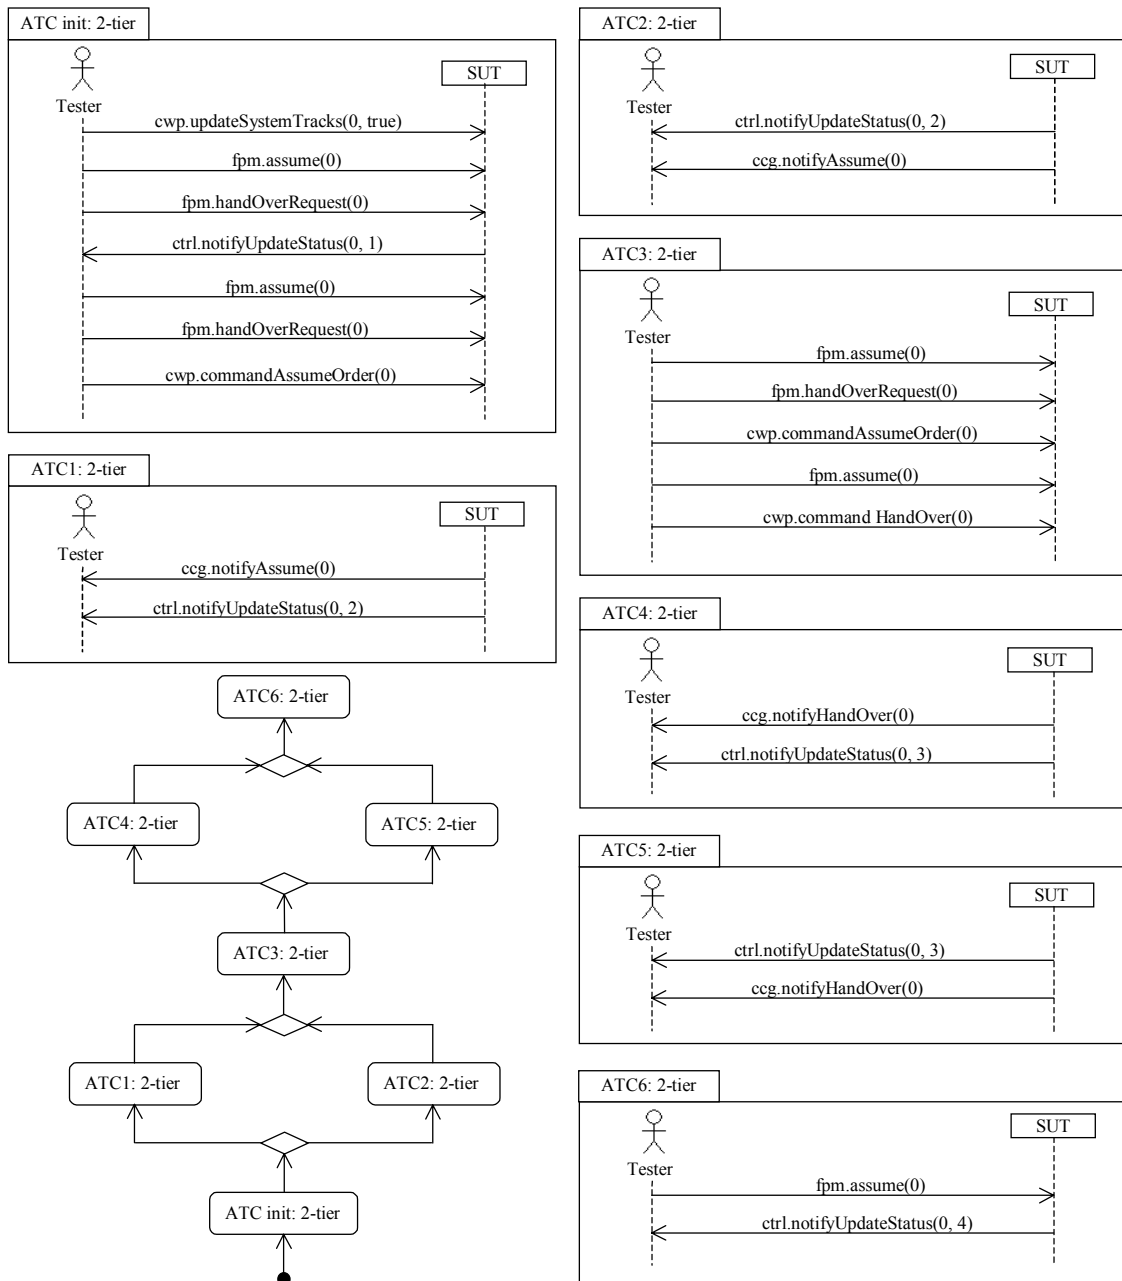 ATC init: 2-tier
SUT
Tester
cwp.updateSystemTracks(0, true)
fpm.assume(0)
fpm.handOverRequest(0)
ctrl.notifyUpdateStatus(0, 1)
fpm.assume(0)
fpm.handOverRequest(0)
cwp.commandAssumeOrder(0)
ATC1: 2-tier
SUT
Tester
ccg.notifyAssume(0)
ctrl.notifyUpdateStatus(0, 2)
ATC6: 2-tier
ATC4: 2-tier
ATC5: 2-tier
ATC3: 2-tier
ATC1: 2-tier
ATC2: 2-tier
ATC init: 2-tier
ATC2: 2-tier
SUT
Tester
ctrl.notifyUpdateStatus(0, 2)
ccg.notifyAssume(0)
ATC3: 2-tier
SUT
Tester
fpm.assume(0)
fpm.handOverRequest(0)
cwp.commandAssumeOrder(0)
fpm.assume(0)
cwp.command HandOver(0)
ATC4: 2-tier
SUT
Tester
ccg.notifyHandOver(0)
ctrl.notifyUpdateStatus(0, 3)
ATC5: 2-tier
SUT
Tester
ctrl.notifyUpdateStatus(0, 3)
ccg.notifyHandOver(0)
ATC6: 2-tier
SUT
Tester
fpm.assume(0)
ctrl.notifyUpdateStatus(0, 4)